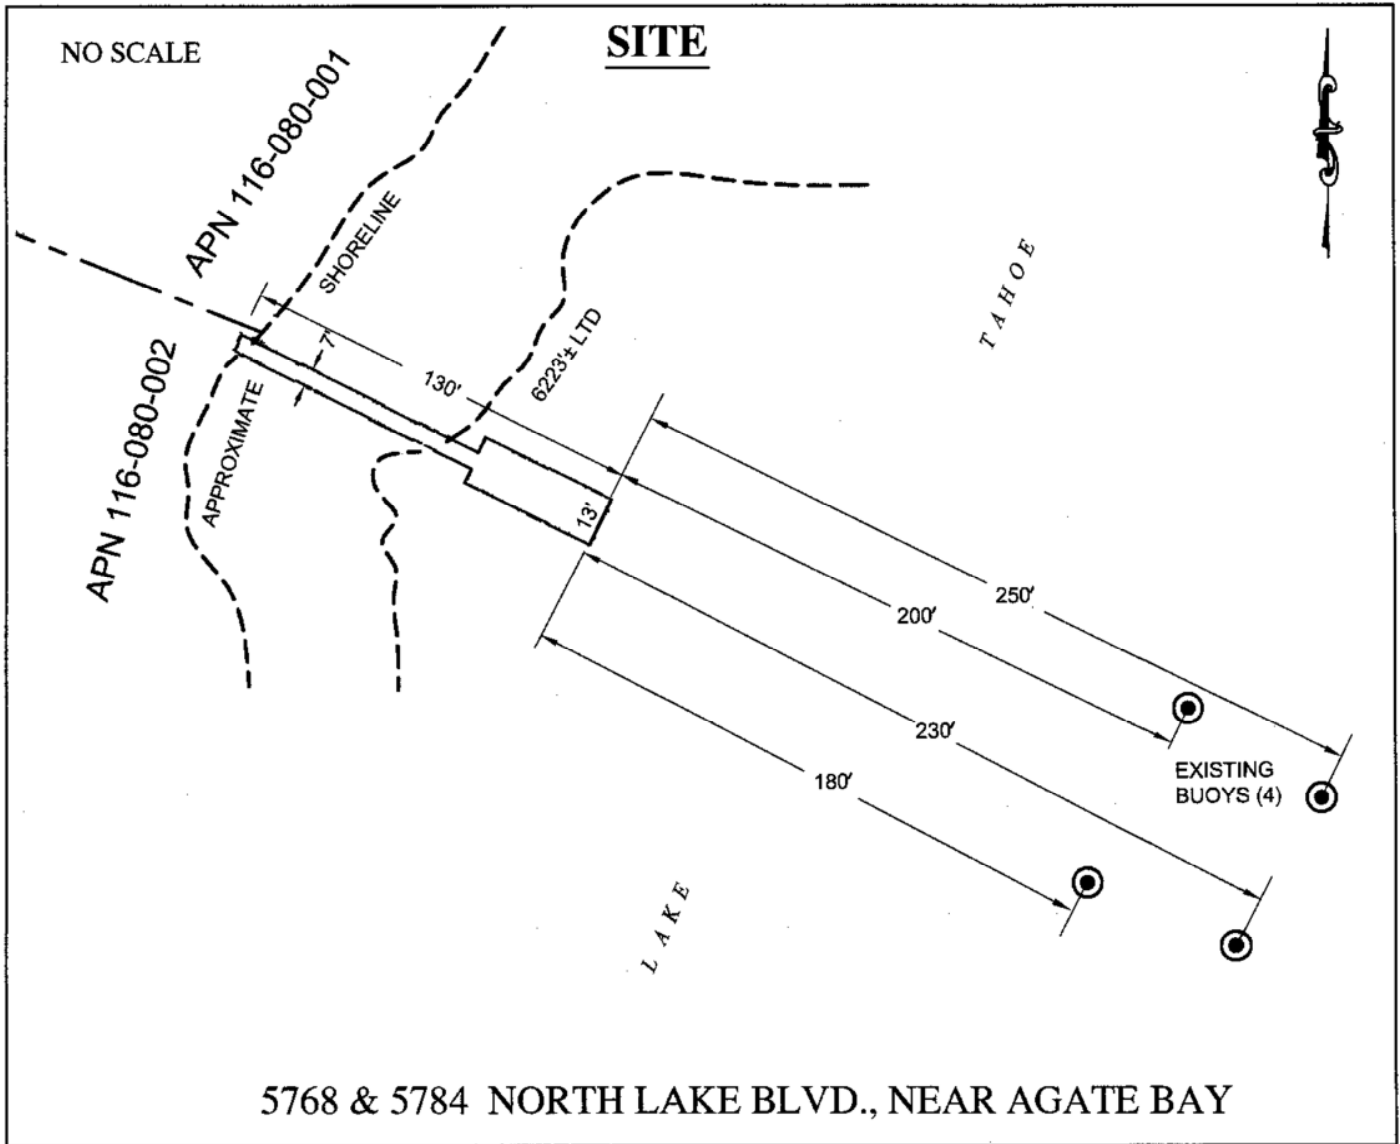 NO SCALE
SITE
APN 116-080-001
SHORELINE
7'
130'
6223'± LTD
TAHOE
APN 116-080-002
APPROXIMATE
13'
250'
200'
230'
180'
EXISTING
BUOYS (4)
LAKE
5768 & 5784 NORTH LAKE BLVD., NEAR AGATE BAY